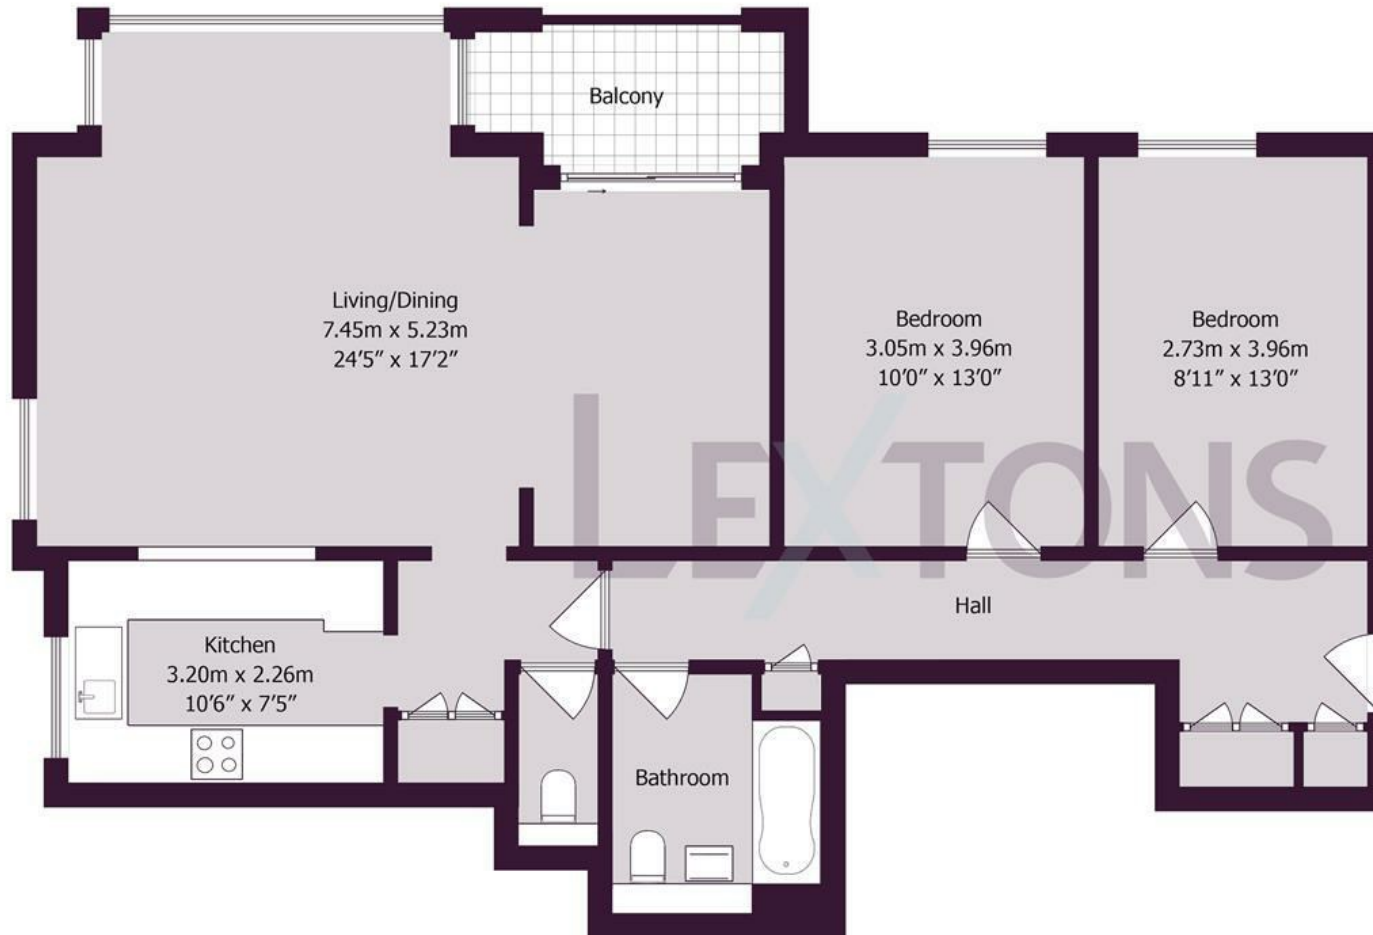 Balcony
Living/Dining
7.45m x 5.23m
24’5” x 17’2”
Bedroom
3.05m x 3.96m
10’0” x 13’0”
Bedroom
2.73m x 3.96m
8’11” x 13’0”
LEXTONS
Hall
Kitchen
3.20m x 2.26m
10’6” x 7’5”
Bathroom